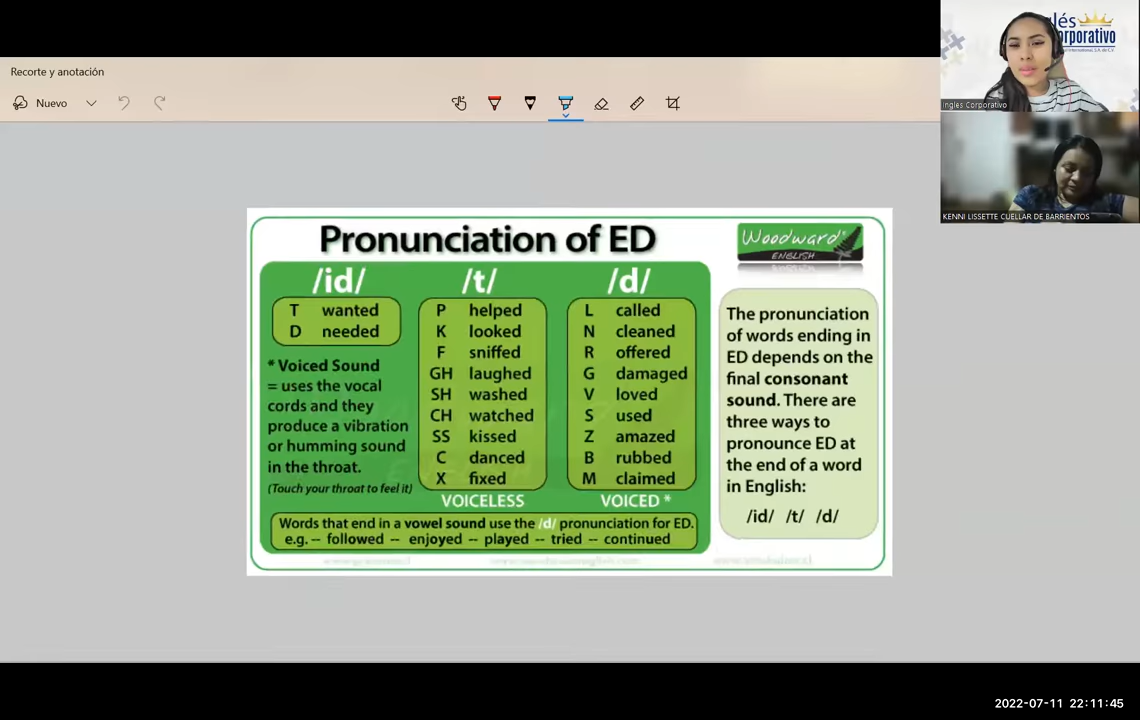 Recorte y anotación
Nuevo
lés
orporativo
Ingles Corporativo
KENNI LISSETTE CUELLAR DE BARRIENTOS
Pronunciation of ED
Woodward
ENGLISH
/id/ /t/ /d/
T wanted
D needed
* Voiced Sound
= uses the vocal
cords and they
produce a vibration
or humming sound
in the throat.
(Touch your throat to feel it)
P helped
K looked
F sniffed
GH laughed
SH washed
CH watched
SS kissed
C danced
X fixed
VOICELESS
L called
N cleaned
R offered
G damaged
V loved
S used
Z amazed
B rubbed
M claimed
VOICED *
Words that end in a vowel sound use the /d/ pronunciation for ED.
e.g. -- followed -- enjoyed -- played -- tried -- continued
The pronunciation
of words ending in
ED depends on the
final consonant
sound. There are
three ways to
pronounce ED at
the end of a word
in English:
/id/ /t/ /d/
2022-07-11 22:11:45